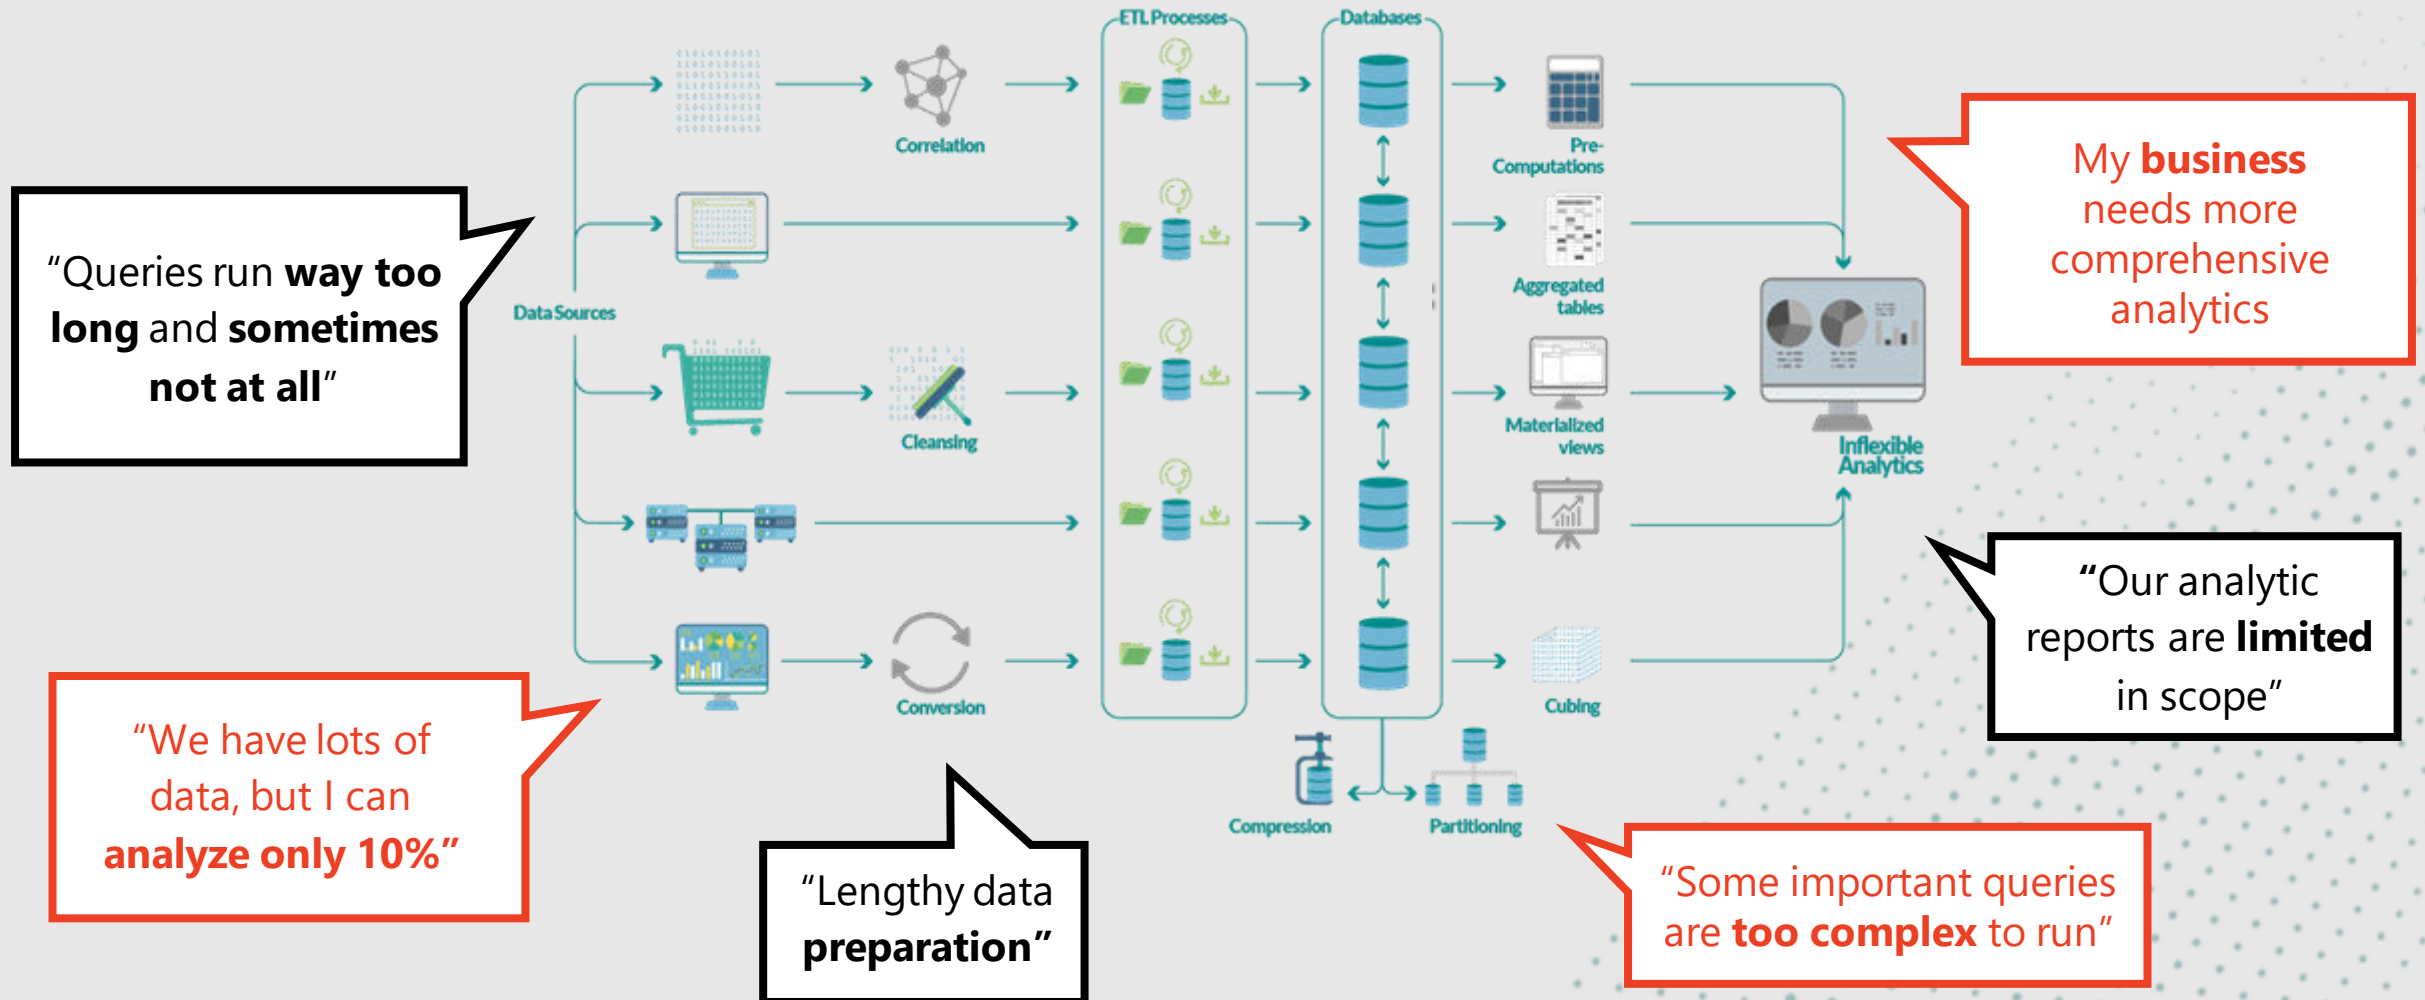 ETL Processes
Databases
Correlation
Pre-
Computations
My business
needs more
comprehensive
analytics
“Queries run way too
long and sometimes
not at all”
Data Sources
Aggregated
tables
Cleansing
Materialized
views
Inflexible
Analytics
“Our analytic
reports are limited
in scope”
Conversion
Cubing
“We have lots of
data, but I can
analyze only 10%”
Compression
Partitioning
“Lengthy data
preparation”
“Some important queries
are too complex to run”